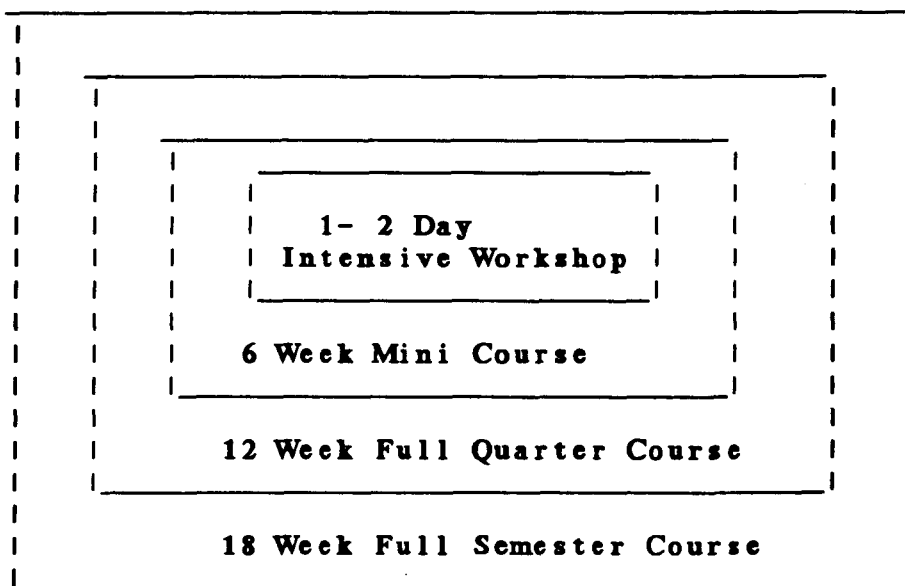 1- 2 Day
Intensive Workshop
6 Week Mini Course
12 Week Full Quarter Course
18 Week Full Semester Course